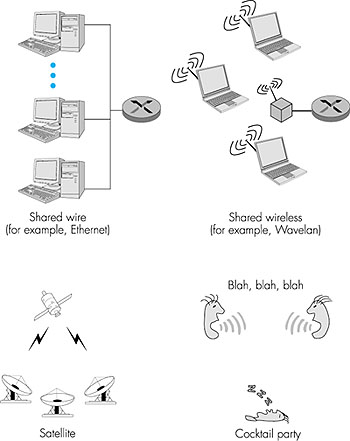 Shared wire
(for example, Ethernet)
Shared wireless
(for example, Wavelan)
Blah, blah, blah
z z z
Satellite
Cocktail party